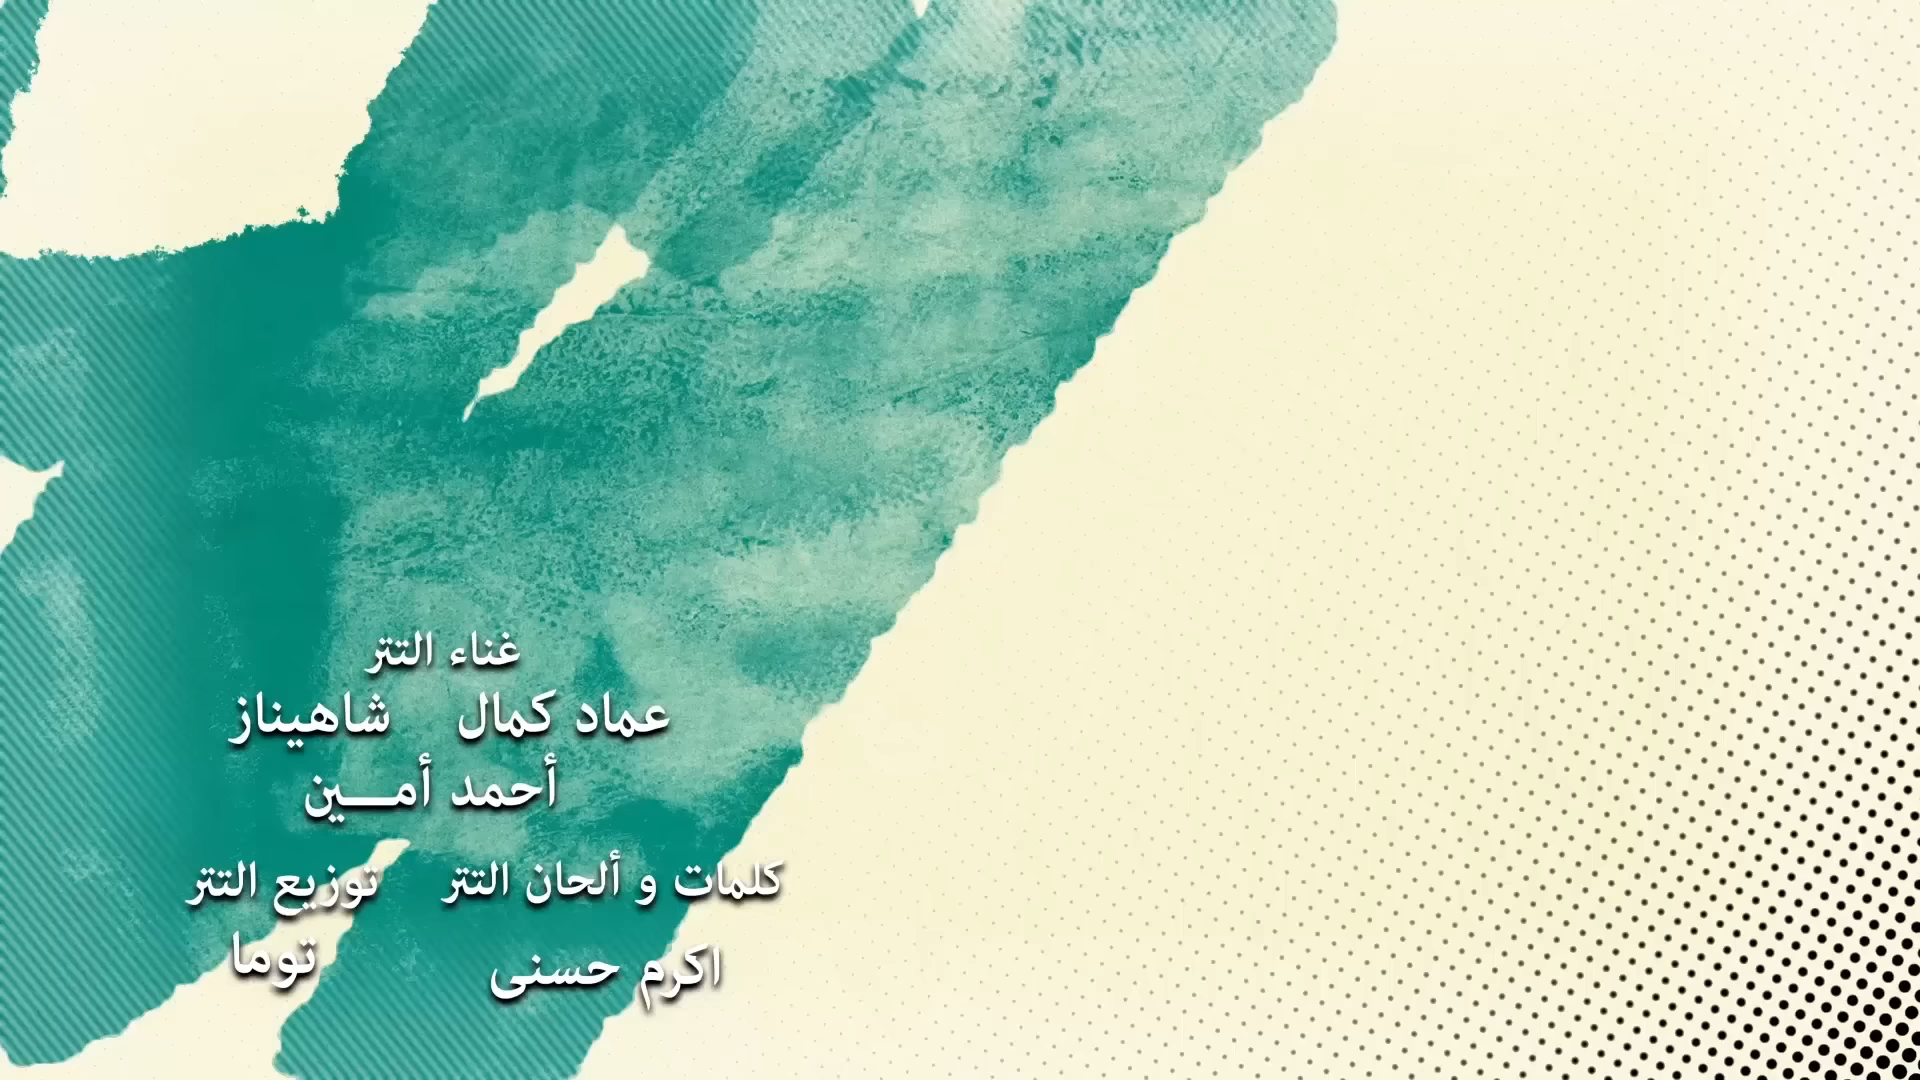 غناء التتر
عماد كمال شاهيناز
أحمد أمـــين
كلمات و ألحان التتر توزيع التتر
اكرم حسنى توما